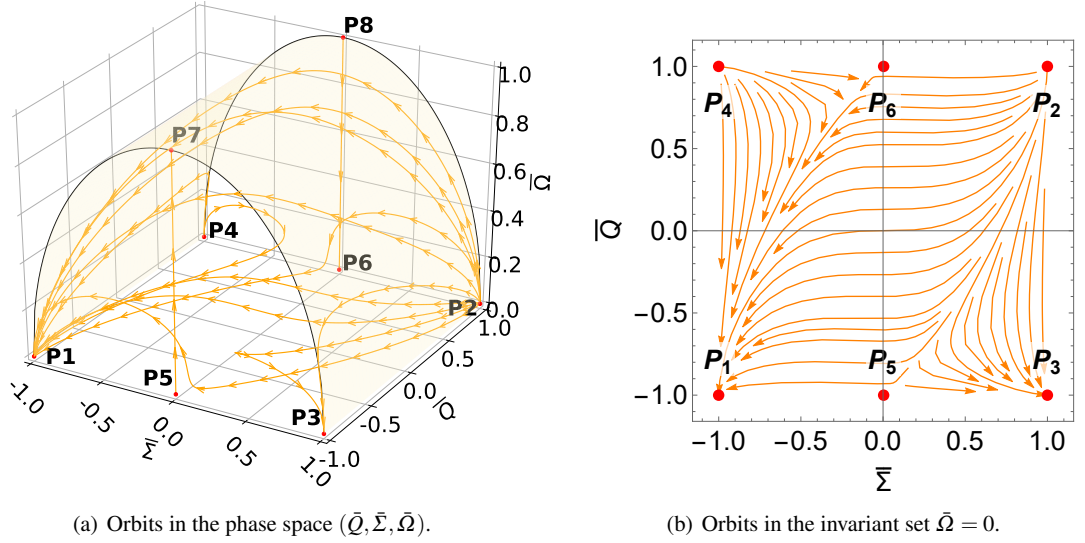 P8
1.0
0.8
0.6
0.4
0.2
0.0
Ω̅
P7
P4
P6
P2
1.0
0.5
0.0
-0.5
-1.0
Q̅
P1
P5
P3
-1.0
-0.5
0.0
0.5
1.0
Σ̅
(a) Orbits in the phase space (Q̄, Σ̄, Ω̄).
1.0
0.5
0.0
-0.5
-1.0
Q̅
P₄ P₆ P₂
P₁ P₅ P₃
-1.0 -0.5 0.0 0.5 1.0
Σ̅
(b) Orbits in the invariant set Ω̄ = 0.